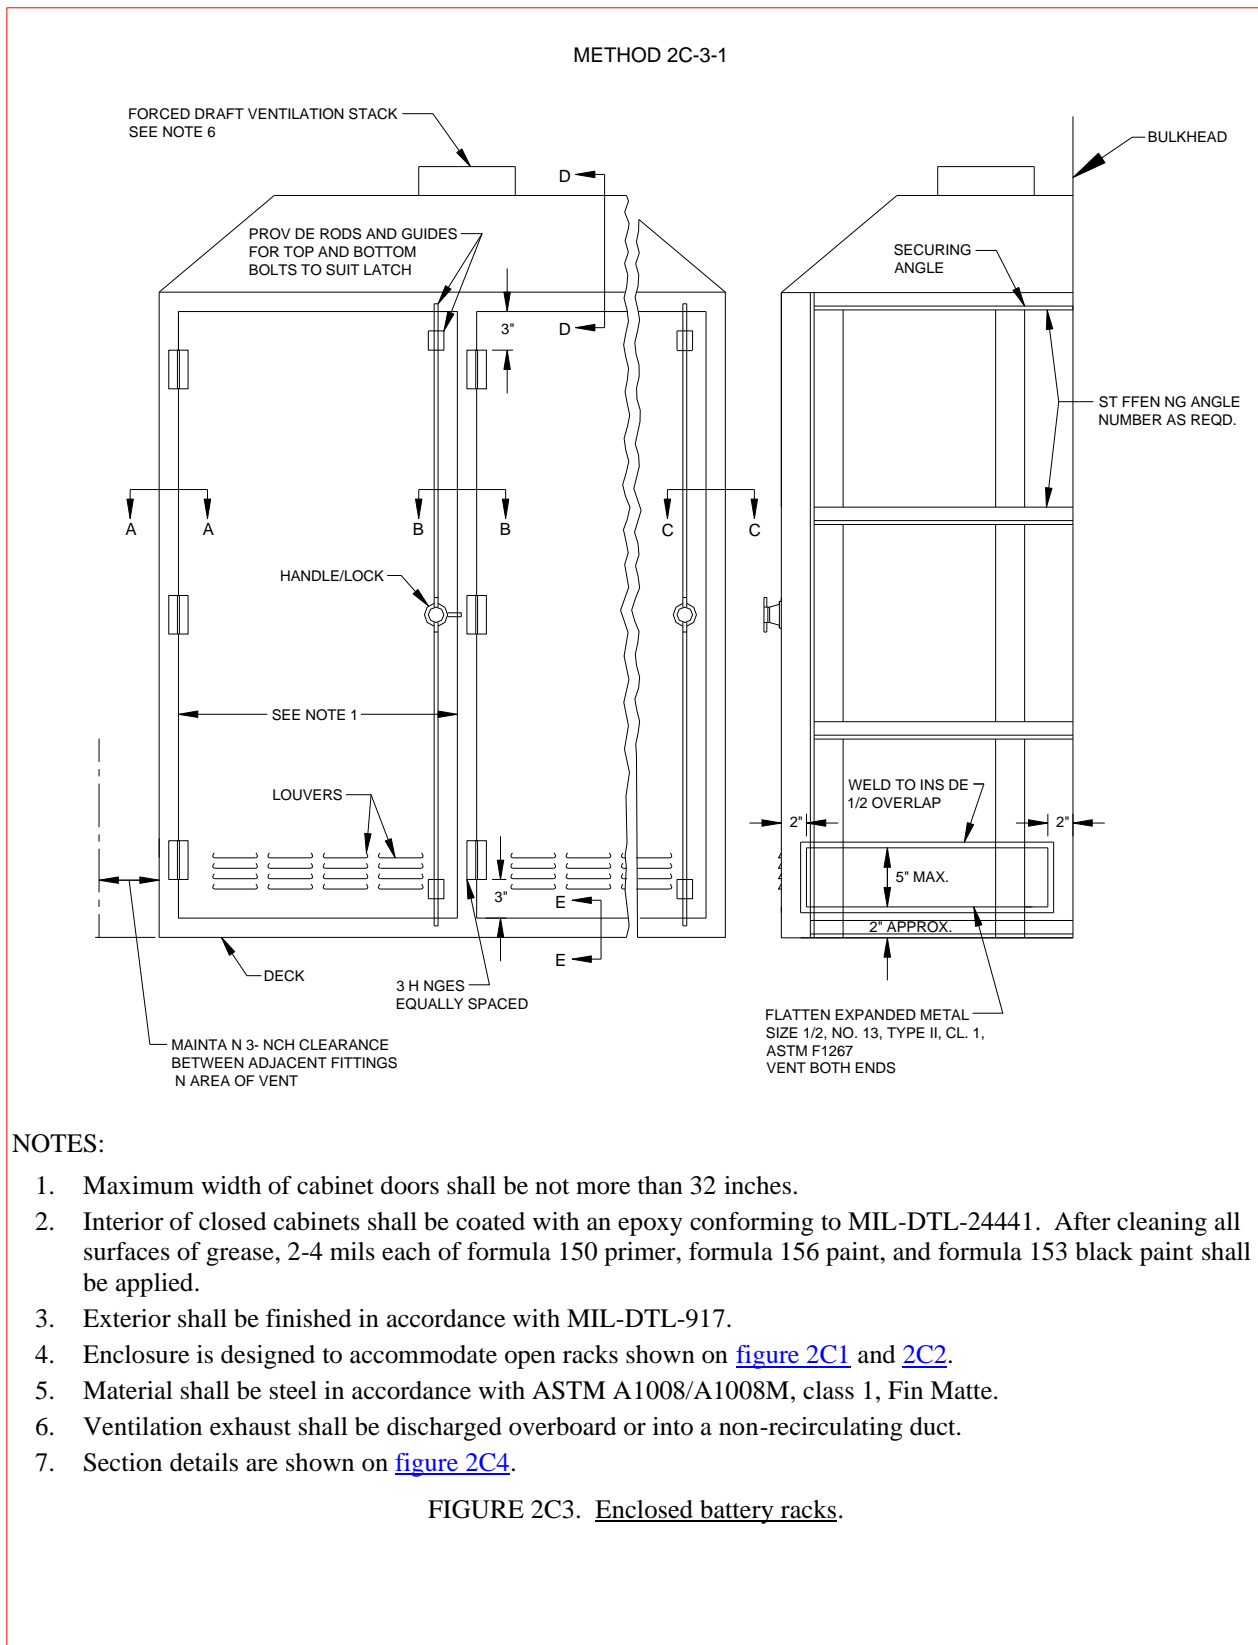 METHOD 2C-3-1
FORCED DRAFT VENTILATION STACK
SEE NOTE 6
BULKHEAD
D
PROV DE RODS AND GUIDES
FOR TOP AND BOTTOM
BOLTS TO SUIT LATCH
SECURING
ANGLE
3"
D
ST FFEN NG ANGLE
NUMBER AS REQD.
A
A
B
B
C
C
HANDLE/LOCK
SEE NOTE 1
LOUVERS
WELD TO INS DE
1/2 OVERLAP
2"
2"
5" MAX.
3"
E
2" APPROX.
E
DECK
3 H NGES
EQUALLY SPACED
FLATTEN EXPANDED METAL
SIZE 1/2, NO. 13, TYPE II, CL. 1,
ASTM F1267
VENT BOTH ENDS
MAINTA N 3- NCH CLEARANCE
BETWEEN ADJACENT FITTINGS
N AREA OF VENT
NOTES:
1. Maximum width of cabinet doors shall be not more than 32 inches.
2. Interior of closed cabinets shall be coated with an epoxy conforming to MIL-DTL-24441. After cleaning all
surfaces of grease, 2-4 mils each of formula 150 primer, formula 156 paint, and formula 153 black paint shall
be applied.
3. Exterior shall be finished in accordance with MIL-DTL-917.
4. Enclosure is designed to accommodate open racks shown on figure 2C1 and 2C2.
5. Material shall be steel in accordance with ASTM A1008/A1008M, class 1, Fin Matte.
6. Ventilation exhaust shall be discharged overboard or into a non-recirculating duct.
7. Section details are shown on figure 2C4.
FIGURE 2C3. Enclosed battery racks.